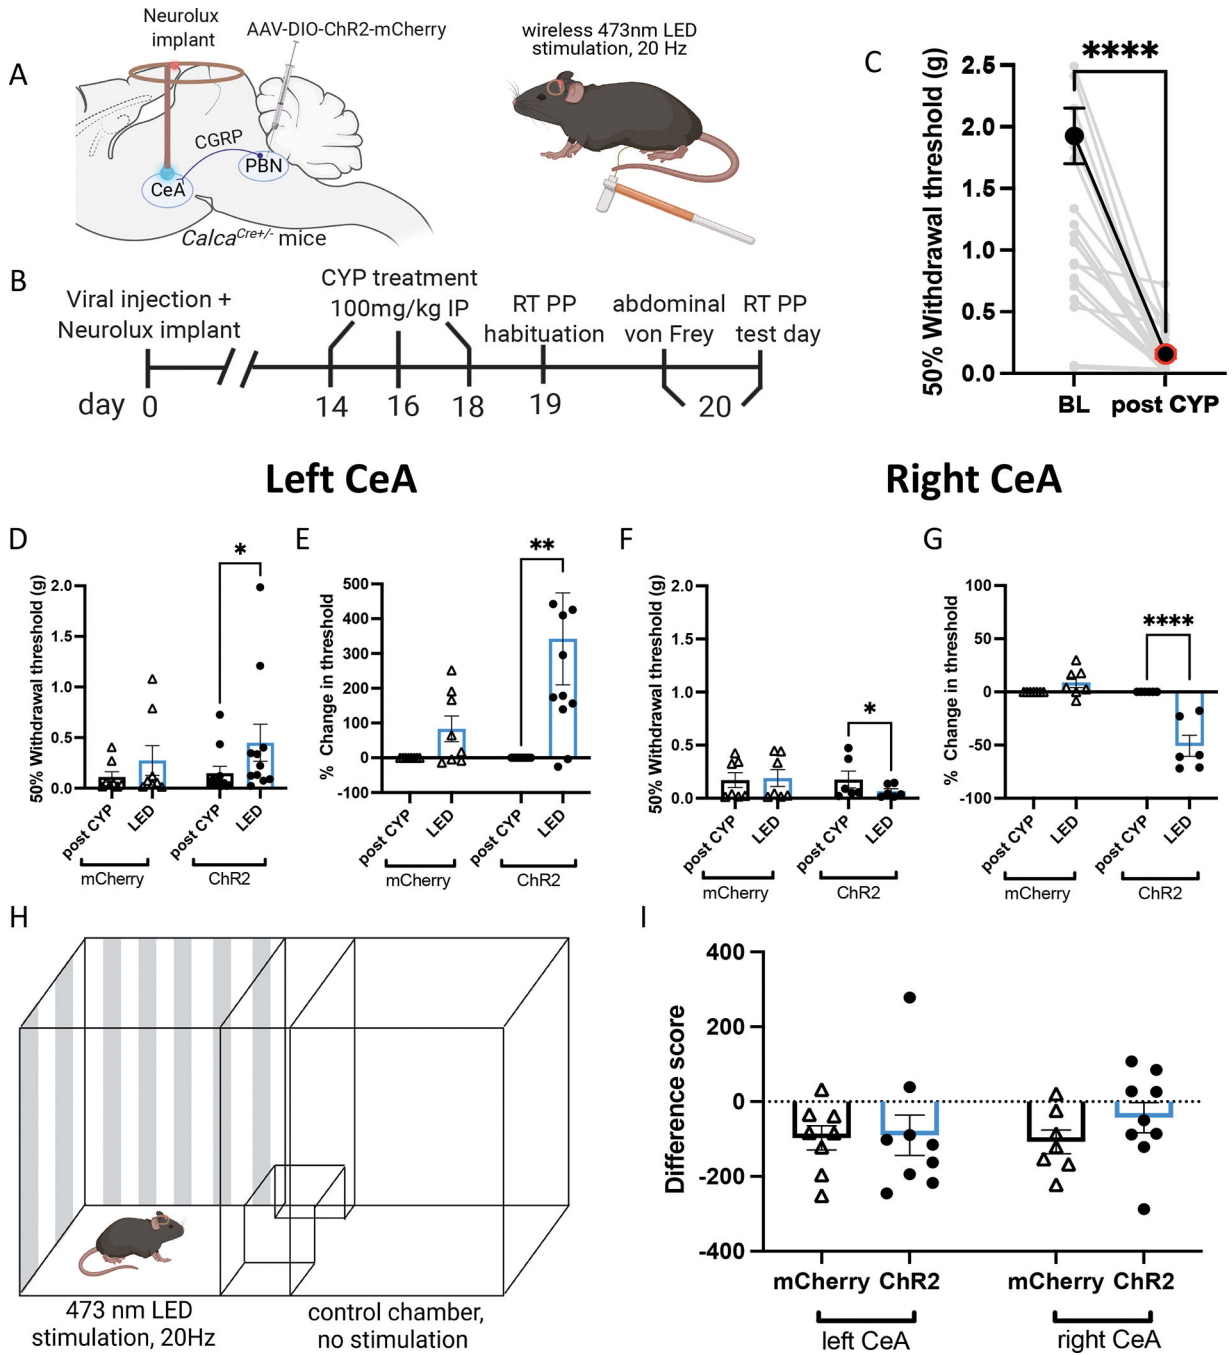 A
Neurolux
implant
AAV-DIO-ChR2-mCherry
CGRP
CeA
PBN
Calca^Cre+/- mice
wireless 473nm LED
stimulation, 20 Hz
B
Viral injection +
Neurolux implant
CYP treatment
100mg/kg IP
RT PP
habituation
abdominal
von Frey
RT PP
test day
day 0 14 16 18 19 20
C
50% Withdrawal threshold (g)
2.5
2.0
1.5
1.0
0.5
0.0
****
BL post CYP
Left CeA
Right CeA
D
50% Withdrawal threshold (g)
2.0
1.5
1.0
0.5
0.0
*
post CYP LED post CYP LED
mCherry ChR2
E
% Change in threshold
500
400
300
200
100
0
-100
**
post CYP LED post CYP LED
mCherry ChR2
F
50% Withdrawal threshold (g)
2.0
1.5
1.0
0.5
0.0
*
post CYP LED post CYP LED
mCherry ChR2
G
% Change in threshold
100
50
0
-50
-100
****
post CYP LED post CYP LED
mCherry ChR2
H
473 nm LED
stimulation, 20Hz
control chamber,
no stimulation
I
Difference score
400
200
0
-200
-400
mCherry ChR2 mCherry ChR2
left CeA right CeA